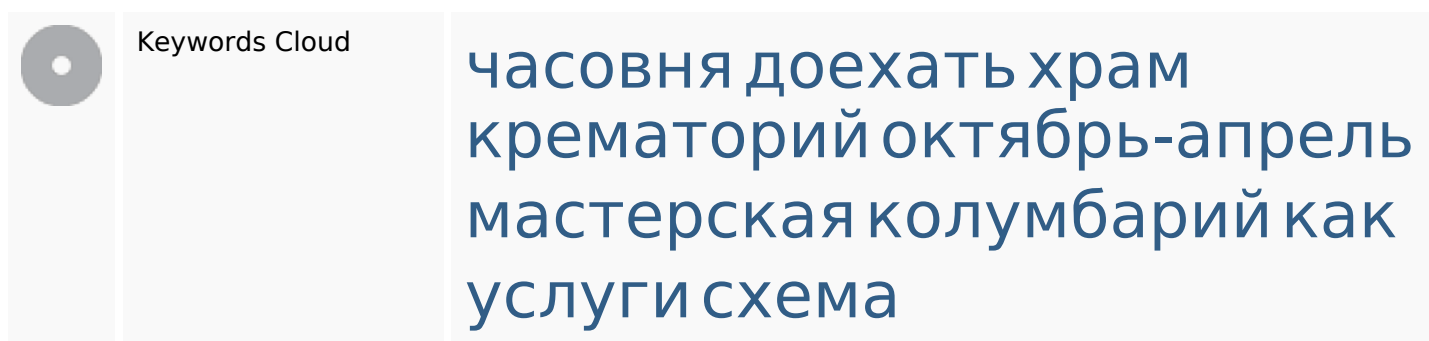 Keywords Cloud
часовня доехать храм
крематорий октябрь-апрель
мастерская колумбарий как
услуги схема